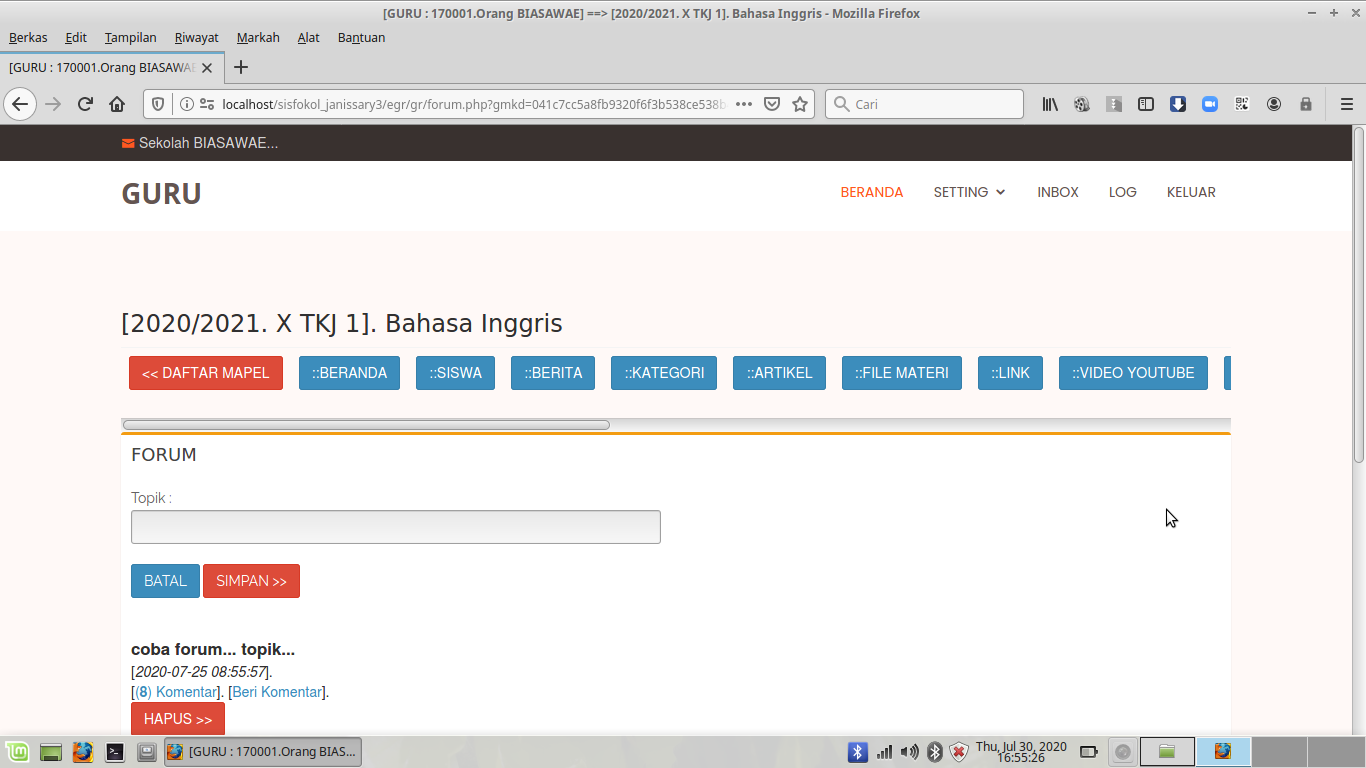 [GURU : 170001.Orang BIASAWAE] ==> [2020/2021. X TKJ 1]. Bahasa Inggris - Mozilla Firefox
Berkas Edit Tampilan Riwayat Markah Alat Bantuan
[GURU : 170001.Orang BIASAWAE
localhost/sisfokol_janissary3/egr/gr/forum.php?gmkd=041c7cc5a8fb9320f6f3b538ce538b
Cari
Sekolah BIASAWAE...
GURU
BERANDA SETTING INBOX LOG KELUAR
[2020/2021. X TKJ 1]. Bahasa Inggris
<< DAFTAR MAPEL ::BERANDA ::SISWA ::BERITA ::KATEGORI ::ARTIKEL ::FILE MATERI ::LINK ::VIDEO YOUTUBE
FORUM
Topik :
BATAL SIMPAN >>
coba forum... topik...
[2020-07-25 08:55:57].
[(8) Komentar]. [Beri Komentar].
HAPUS >>
[GURU : 170001.Orang BIAS...
Thu, Jul 30, 2020
16:55:26